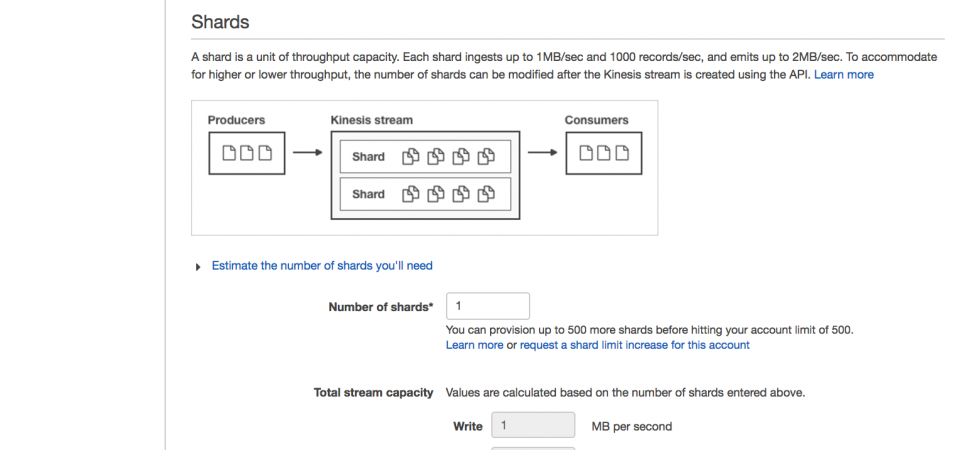 Shards
A shard is a unit of throughput capacity. Each shard ingests up to 1MB/sec and 1000 records/sec, and emits up to 2MB/sec. To accommodate
for higher or lower throughput, the number of shards can be modified after the Kinesis stream is created using the API. Learn more
Producers Kinesis stream Consumers
Shard
Shard
Estimate the number of shards you'll need
Number of shards* 1
You can provision up to 500 more shards before hitting your account limit of 500.
Learn more or request a shard limit increase for this account
Total stream capacity Values are calculated based on the number of shards entered above.
Write 1 MB per second